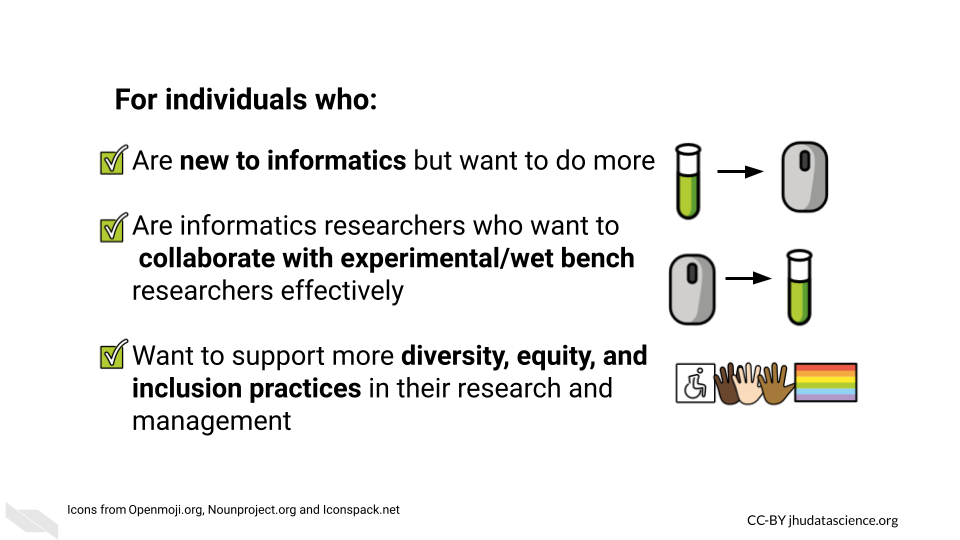 For individuals who:
Are new to informatics but want to do more
Are informatics researchers who want to
collaborate with experimental/wet bench
researchers effectively
Want to support more diversity, equity, and
inclusion practices in their research and
management
Icons from Openmoji.org, Nounproject.org and Iconspack.net
CC-BY jhudatascience.org